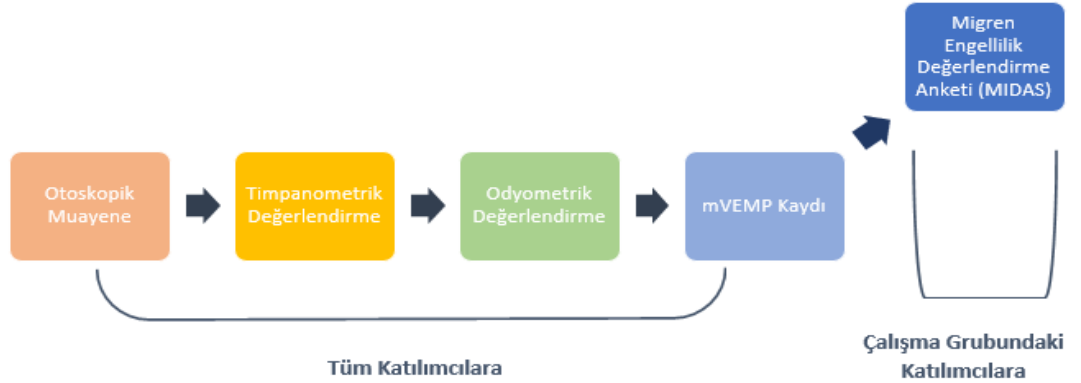 Migren
Engellilik
Değerlendirme
Anketi (MIDAS)
Otoskopik
Muayene
Timpanometrik
Değerlendirme
Odyometrik
Değerlendirme
mVEMP Kaydı
Tüm Katılımcılara
Çalışma Grubundaki
Katılımcılara